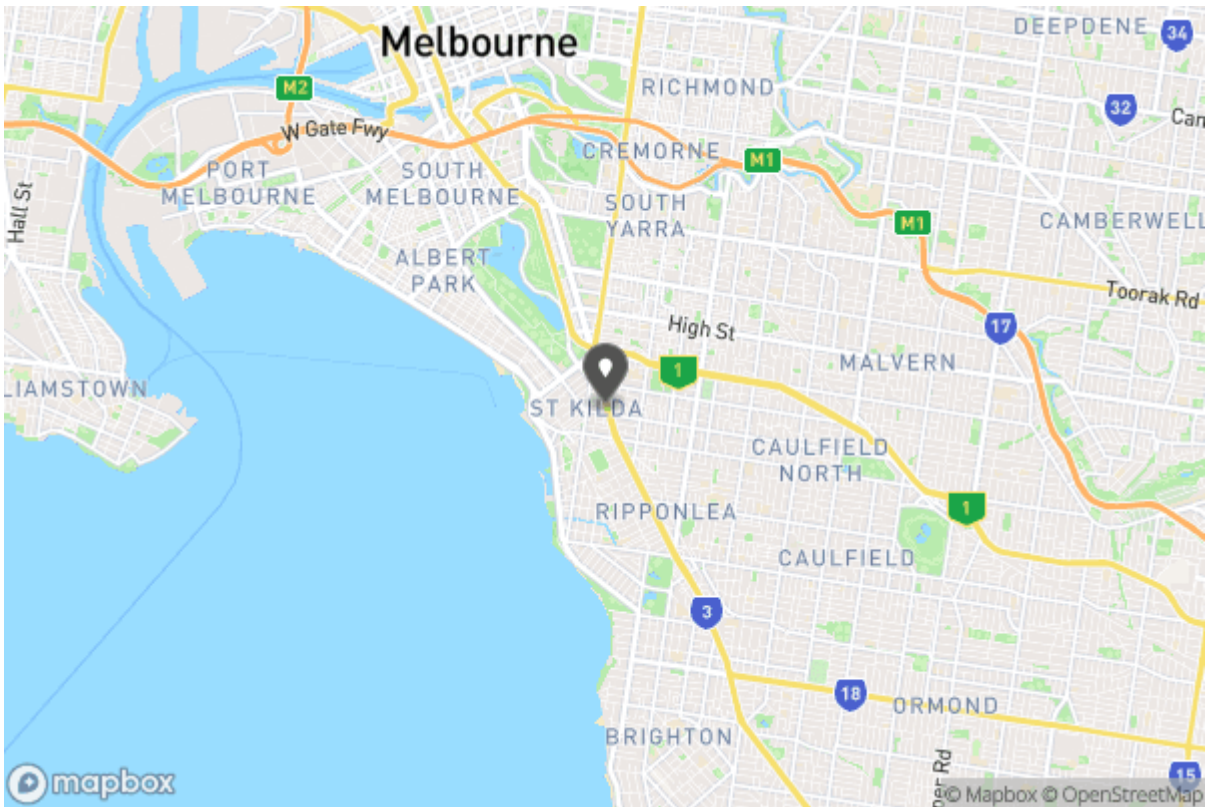 Melbourne
DEEPDENE
34
M2
RICHMOND
32
W Gate Fwy
CREMORNE
M1
PORT
MELBOURNE
SOUTH
MELBOURNE
SOUTH
YARRA
M1
CAMBERWELL
Hall St
ALBERT
PARK
Toorak Rd
High St
17
1
MALVERN
LIAMSTOWN
ST KILDA
CAULFIELD
NORTH
RIPPONLEA
1
CAULFIELD
3
18
ORMOND
BRIGHTON
15
per Rd
mapbox
© Mapbox © OpenStreetMap